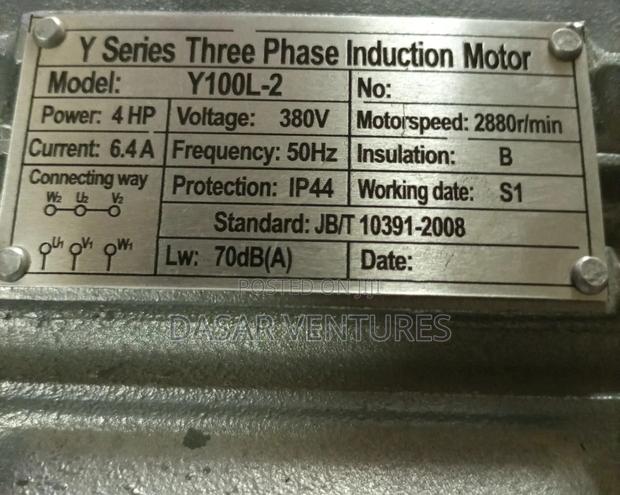 Y Series Three Phase Induction Motor
Model: Y100L-2 No:
Power: 4 HP Voltage: 380V Motorspeed: 2880r/min
Current: 6.4 A Frequency: 50Hz Insulation: B
Connecting way Protection: IP44 Working date: S1
W2 U2 V2
Standard: JB/T 10391-2008
U1 V1 W1 Lw: 70dB(A) Date:
POSTED ON JIJI
DASAR VENTURES